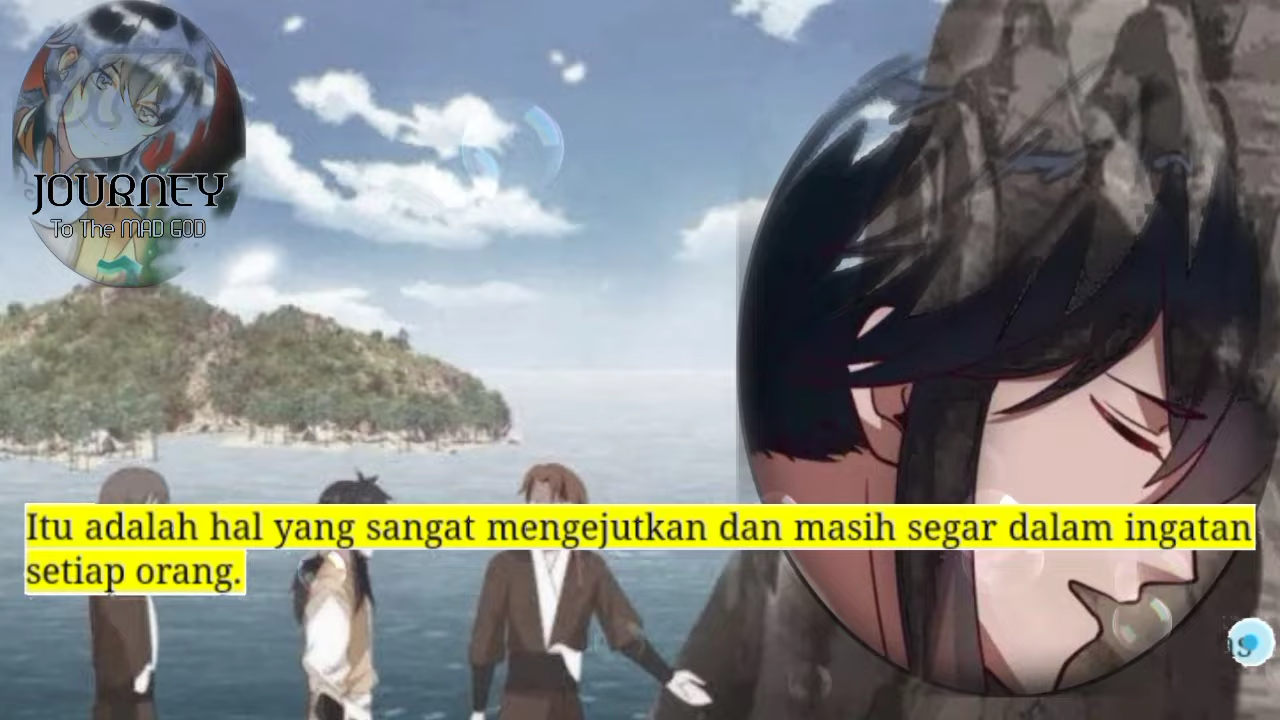 JOURNEY
To The MAD GOD
Itu adalah hal yang sangat mengejutkan dan masih segar dalam ingatan
setiap orang.